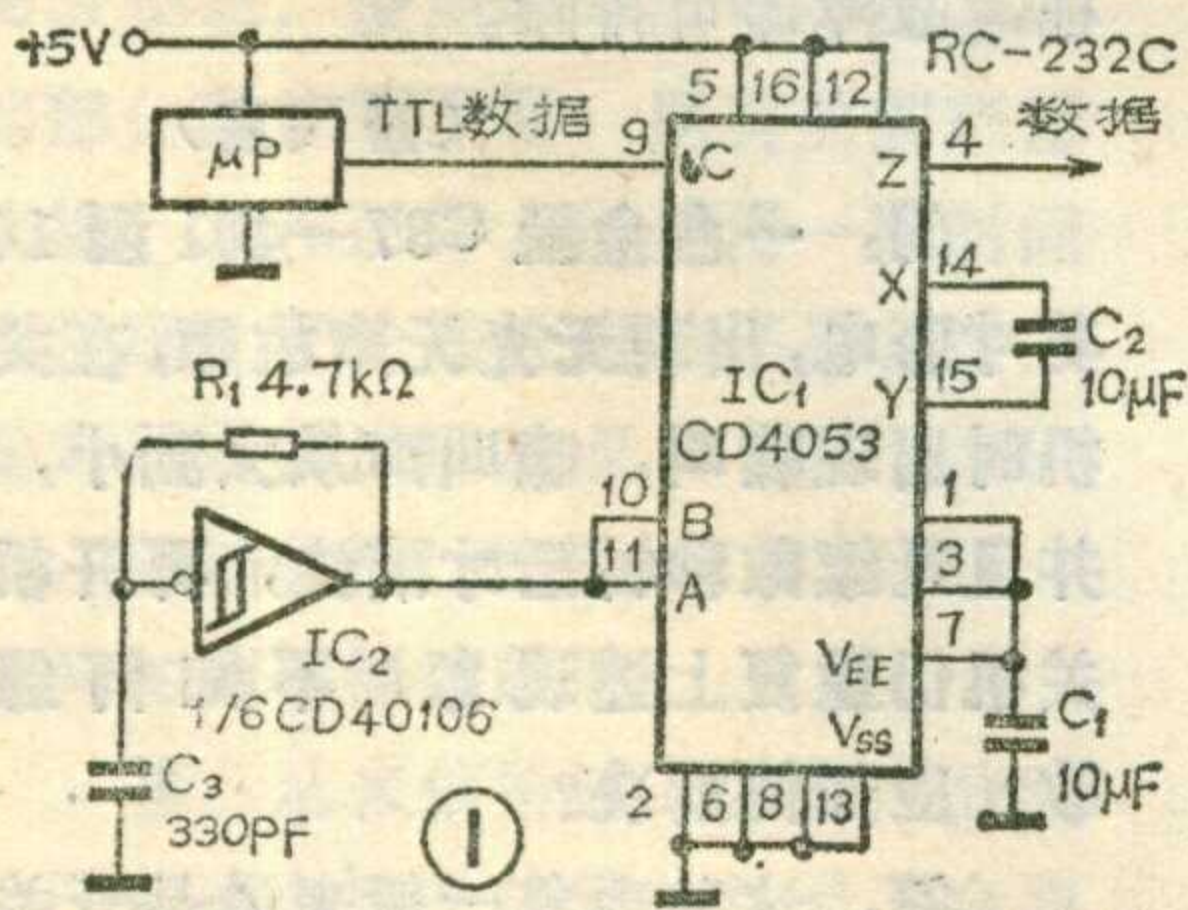 +5V
5 16 12
RC-232C
数据
μP
TTL数据
9
C
Z
4
X
14
C₂
10μF
Y
15
R₁ 4.7kΩ
IC₁
CD4053
10
B
11
A
1
3
7
V_EE
V_SS
C₁
10μF
IC₂
1/6CD40106
C₃
330PF
①
2 6 8 13